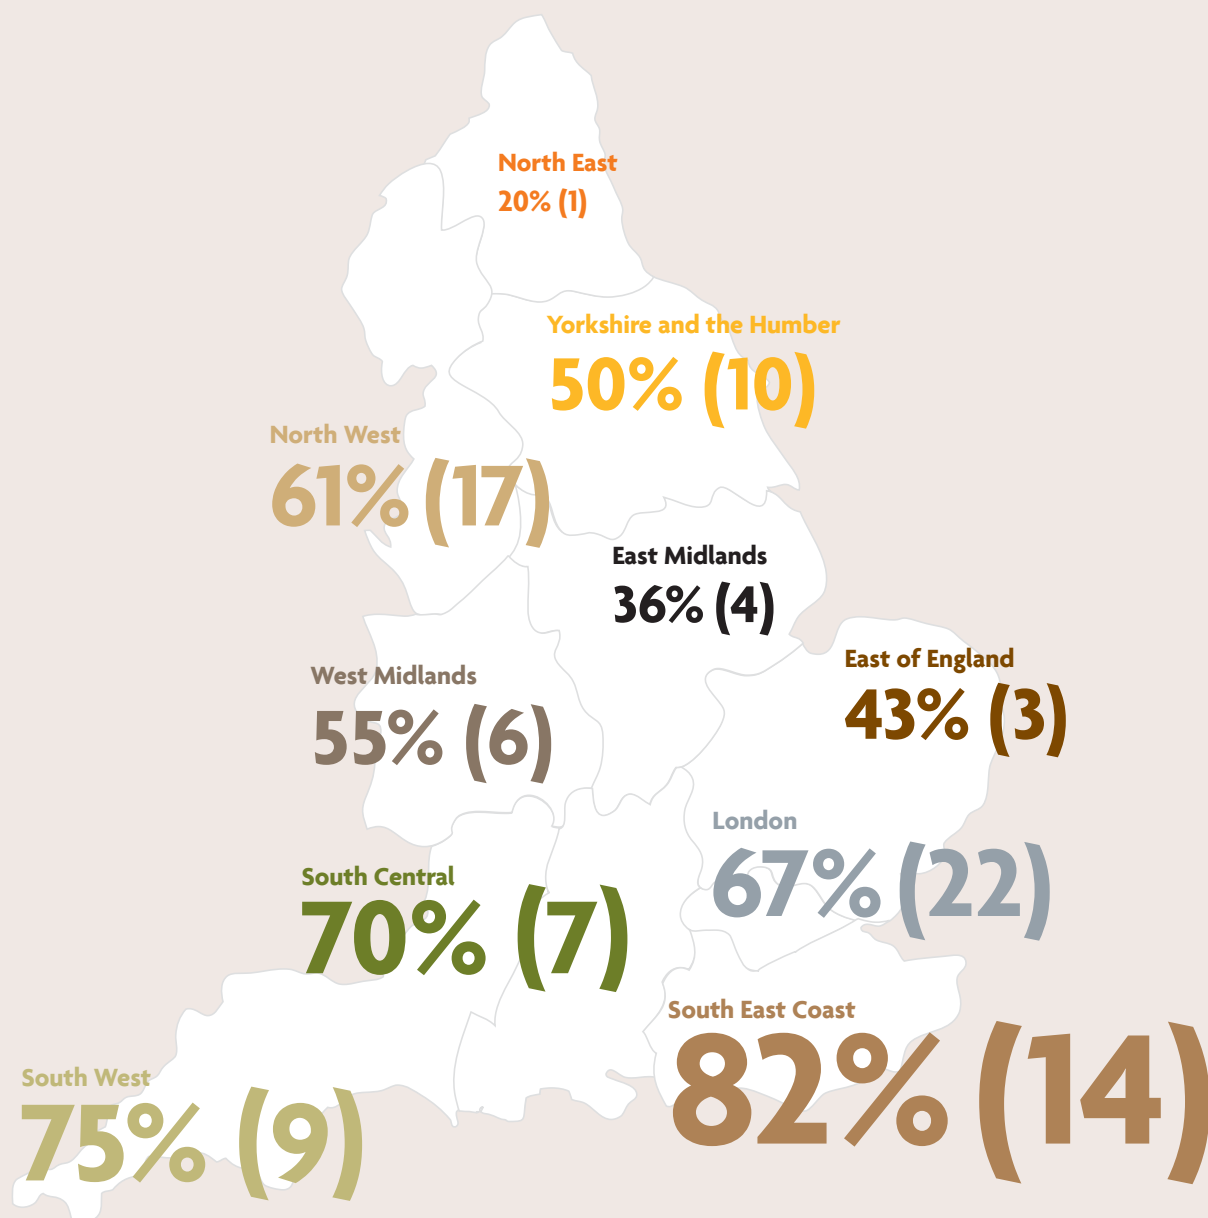 North East
20% (1)
Yorkshire and the Humber
50% (10)
North West
61% (17)
East Midlands
36% (4)
East of England
43% (3)
West Midlands
55% (6)
London
67% (22)
South Central
70% (7)
South East Coast
82% (14)
South West
75% (9)